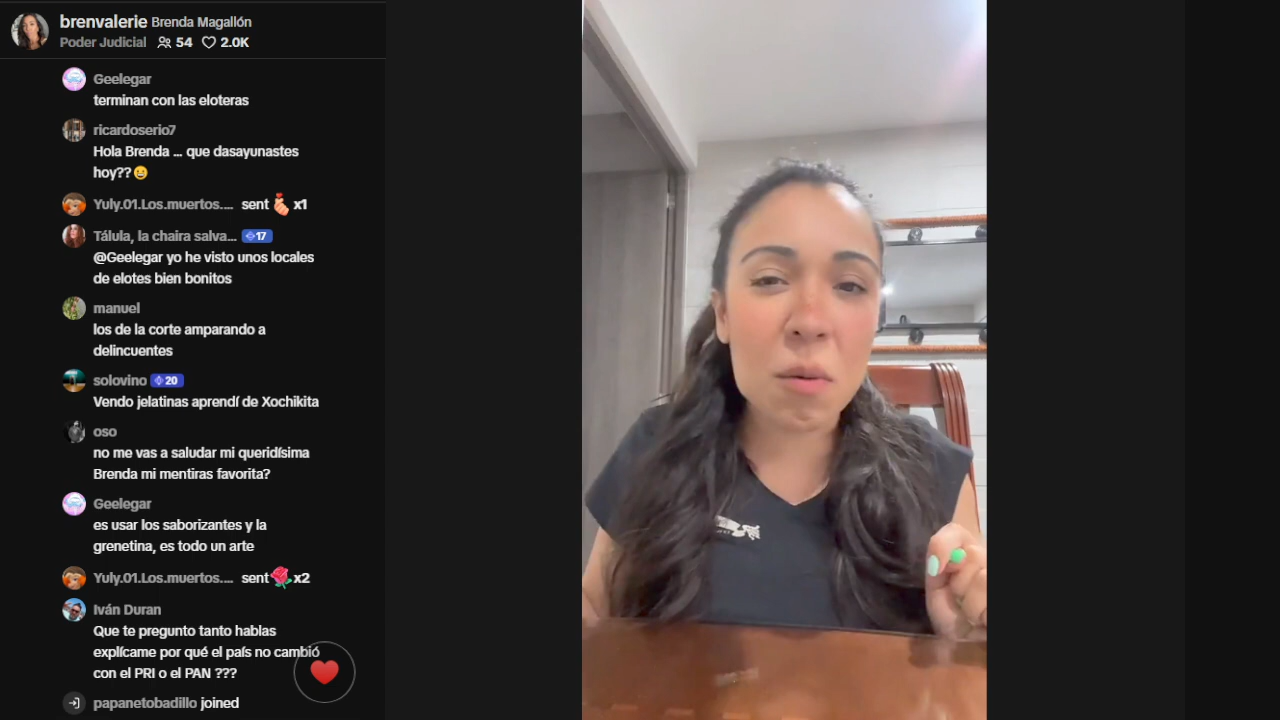 brenvalerie Brenda Magallón
Poder Judicial 54 2.0K
Geelegar
terminan con las eloteras
ricardoserio7
Hola Brenda ... que dasayunastes
hoy??😀
Yuly.01.Los.muertos.... sent x1
Tálula, la chaira salva... 17
@Geelegar yo he visto unos locales
de elotes bien bonitos
manuel
los de la corte amparando a
delincuentes
solovino 20
Vendo jelatinas aprendí de Xochikita
oso
no me vas a saludar mi queridísima
Brenda mi mentiras favorita?
Geelegar
es usar los saborizantes y la
grenetina, es todo un arte
Yuly.01.Los.muertos.... sent x2
Iván Duran
Que te pregunto tanto hablas
explícame por qué el país no cambió
con el PRI o el PAN ???
papanetobadillo joined